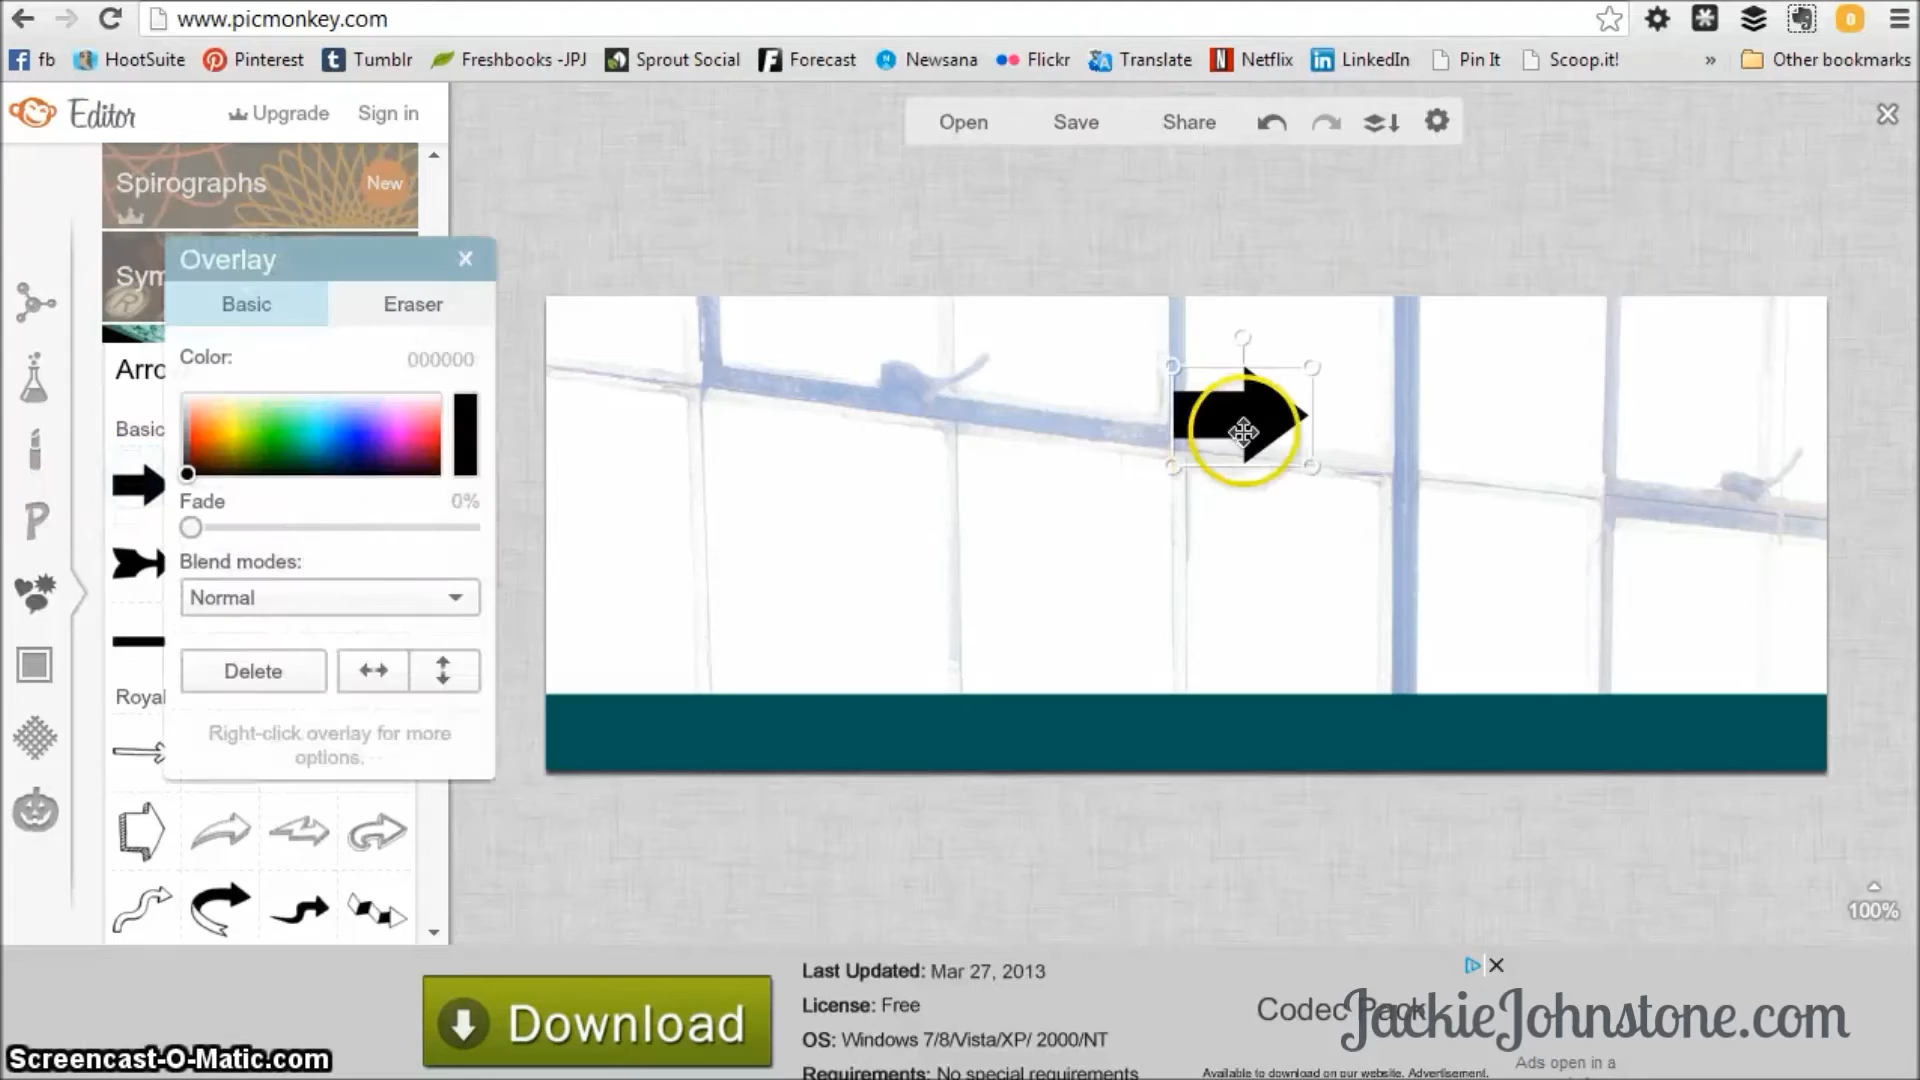 www.picmonkey.com
fb HootSuite Pinterest Tumblr Freshbooks -JPJ Sprout Social Forecast Newsana Flickr Translate Netflix LinkedIn Pin It Scoop.it! » Other bookmarks
Editor Upgrade Sign in
Open Save Share
Spirographs New
Sym
Overlay
Basic Eraser
Arro
Color: 000000
Basic
Fade 0%
Blend modes:
Normal
Delete
Royal
Right-click overlay for more
options.
100%
Download
Last Updated: Mar 27, 2013
License: Free
OS: Windows 7/8/Vista/XP/ 2000/NT
Requirements: No special requirements
Codec Pack
JackieJohnstone.com
Ads open in a
Available to download on our website. Advertisement.
Screencast-O-Matic.com